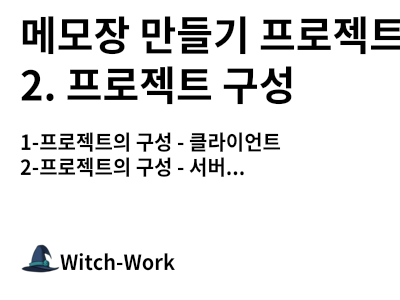 메모장 만들기 프로젝트
2. 프로젝트 구성
1-프로젝트의 구성 - 클라이언트
2-프로젝트의 구성 - 서버...
Witch-Work